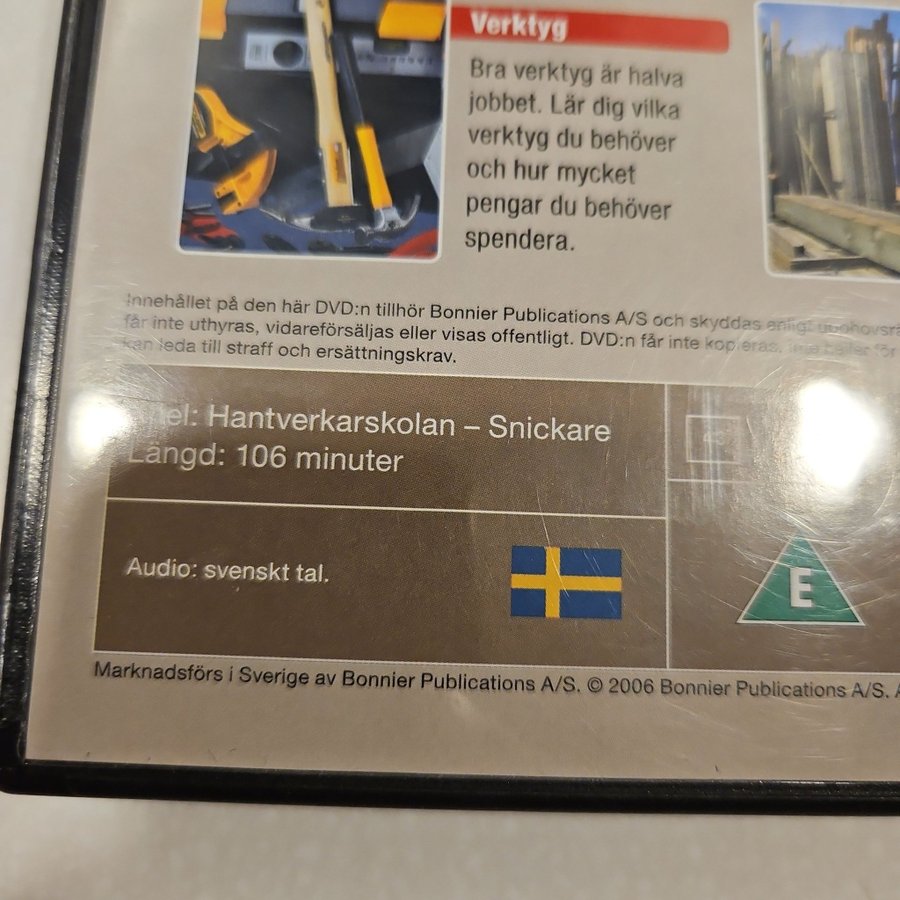 Verktyg
Bra verktyg är halva
jobbet. Lär dig vilka
verktyg du behöver
och hur mycket
pengar du behöver
spendera.
Innehållet på den här DVD:n tillhör Bonnier Publications A/S och skyddas enligt
får inte uthyras, vidareförsäljas eller visas offentligt. DVD:n får inte kopieras, inte heller för
kan leda till straff och ersättningskrav.
Hantverkarskolan – Snickare
Längd: 106 minuter
Audio: svenskt tal.
E
Marknadsförs i Sverige av Bonnier Publications A/S. © 2006 Bonnier Publications A/S.